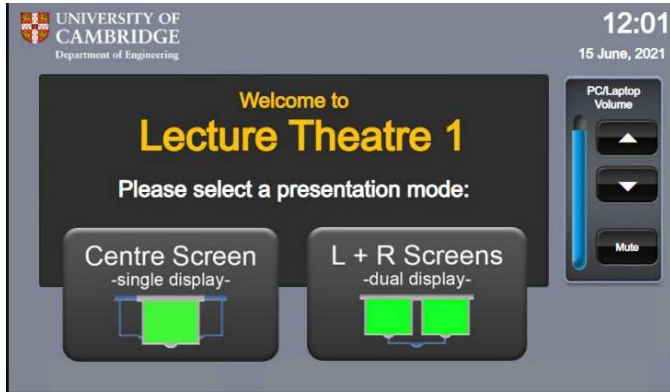 UNIVERSITY OF
CAMBRIDGE
Department of Engineering
12:01
15 June, 2021
Welcome to
Lecture Theatre 1
Please select a presentation mode:
Centre Screen
-single display-
L + R Screens
-dual display-
PC/Laptop
Volume
Mute